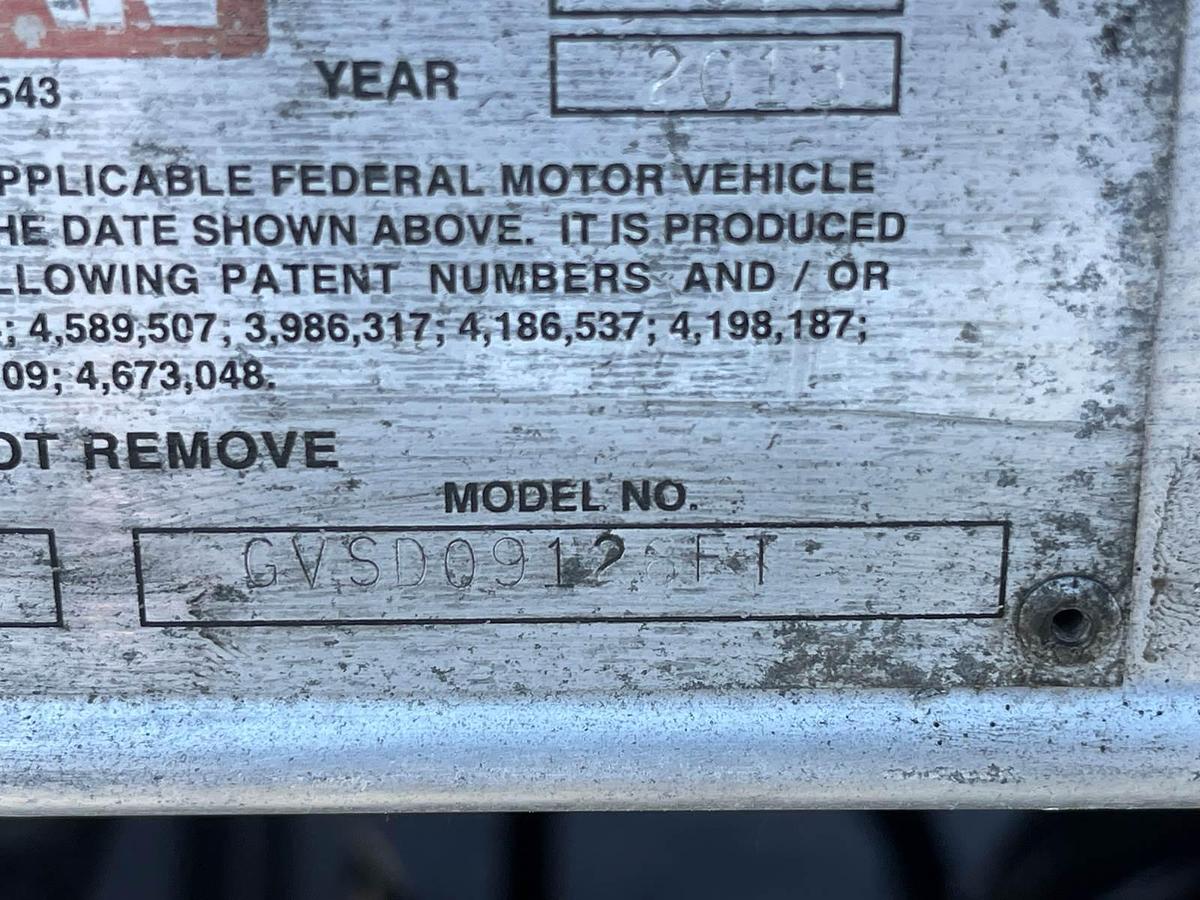 543
YEAR 2013
PPLICABLE FEDERAL MOTOR VEHICLE
HE DATE SHOWN ABOVE. IT IS PRODUCED
LLOWING PATENT NUMBERS AND / OR
; 4,589,507; 3,986,317; 4,186,537; 4,198,187;
09; 4,673,048.
OT REMOVE
MODEL NO.